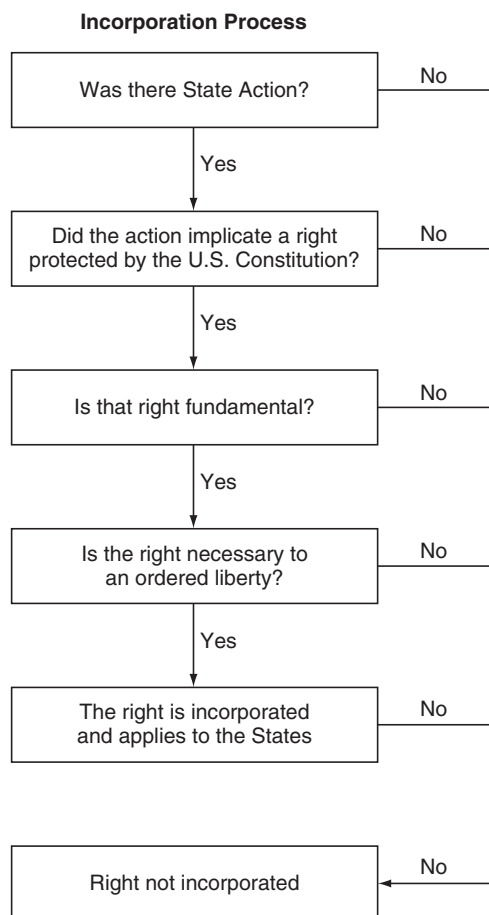 Incorporation Process
Was there State Action?
No
Yes
Did the action implicate a right
protected by the U.S. Constitution?
No
Yes
Is that right fundamental?
No
Yes
Is the right necessary to
an ordered liberty?
No
Yes
The right is incorporated
and applies to the States
No
Right not incorporated
No